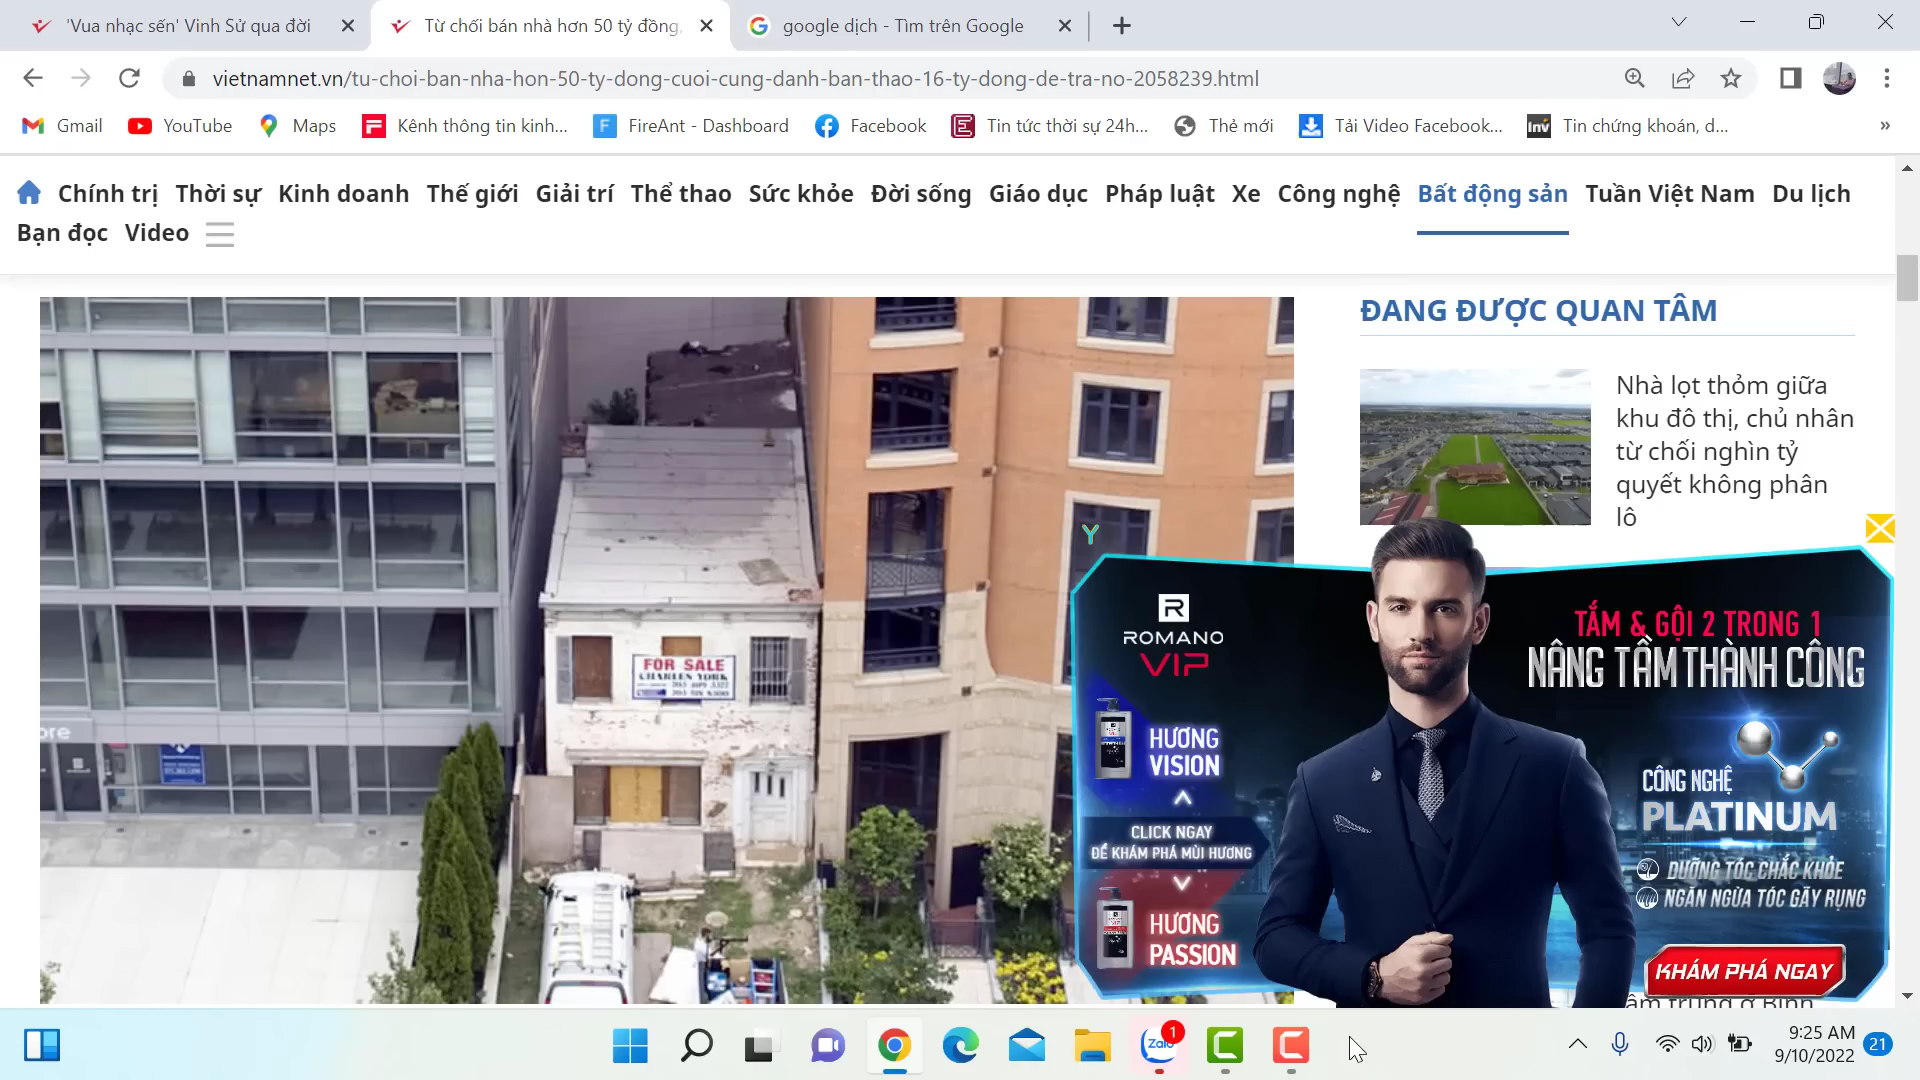 'Vua nhạc sến' Vinh Sử qua đời
Từ chối bán nhà hơn 50 tỷ đồng,
google dịch - Tìm trên Google
vietnamnet.vn/tu-choi-ban-nha-hon-50-ty-dong-cuoi-cung-danh-ban-thao-16-ty-dong-de-tra-no-2058239.html
Gmail YouTube Maps Kênh thông tin kinh... FireAnt - Dashboard Facebook Tin tức thời sự 24h... Thẻ mới Tải Video Facebook... Tin chứng khoán, d... »
Chính trị Thời sự Kinh doanh Thế giới Giải trí Thể thao Sức khỏe Đời sống Giáo dục Pháp luật Xe Công nghệ Bất động sản Tuần Việt Nam Du lịch
Bạn đọc Video
ĐANG ĐƯỢC QUAN TÂM
Nhà lọt thỏm giữa
khu đô thị, chủ nhân
từ chối nghìn tỷ
quyết không phân
lô
FOR SALE
CHARLES YORK
ROMANO
VIP
TẮM & GỘI 2 TRONG 1
NÂNG TẦM THÀNH CÔNG
HƯƠNG
VISION
CLICK NGAY
ĐỂ KHÁM PHÁ MÙI HƯƠNG
HƯƠNG
PASSION
CÔNG NGHỆ
PLATINUM
DƯỠNG TÓC CHẮC KHỎE
NGĂN NGỪA TÓC GÃY RỤNG
KHÁM PHÁ NGAY
Zalo
1
9:25 AM
9/10/2022
21